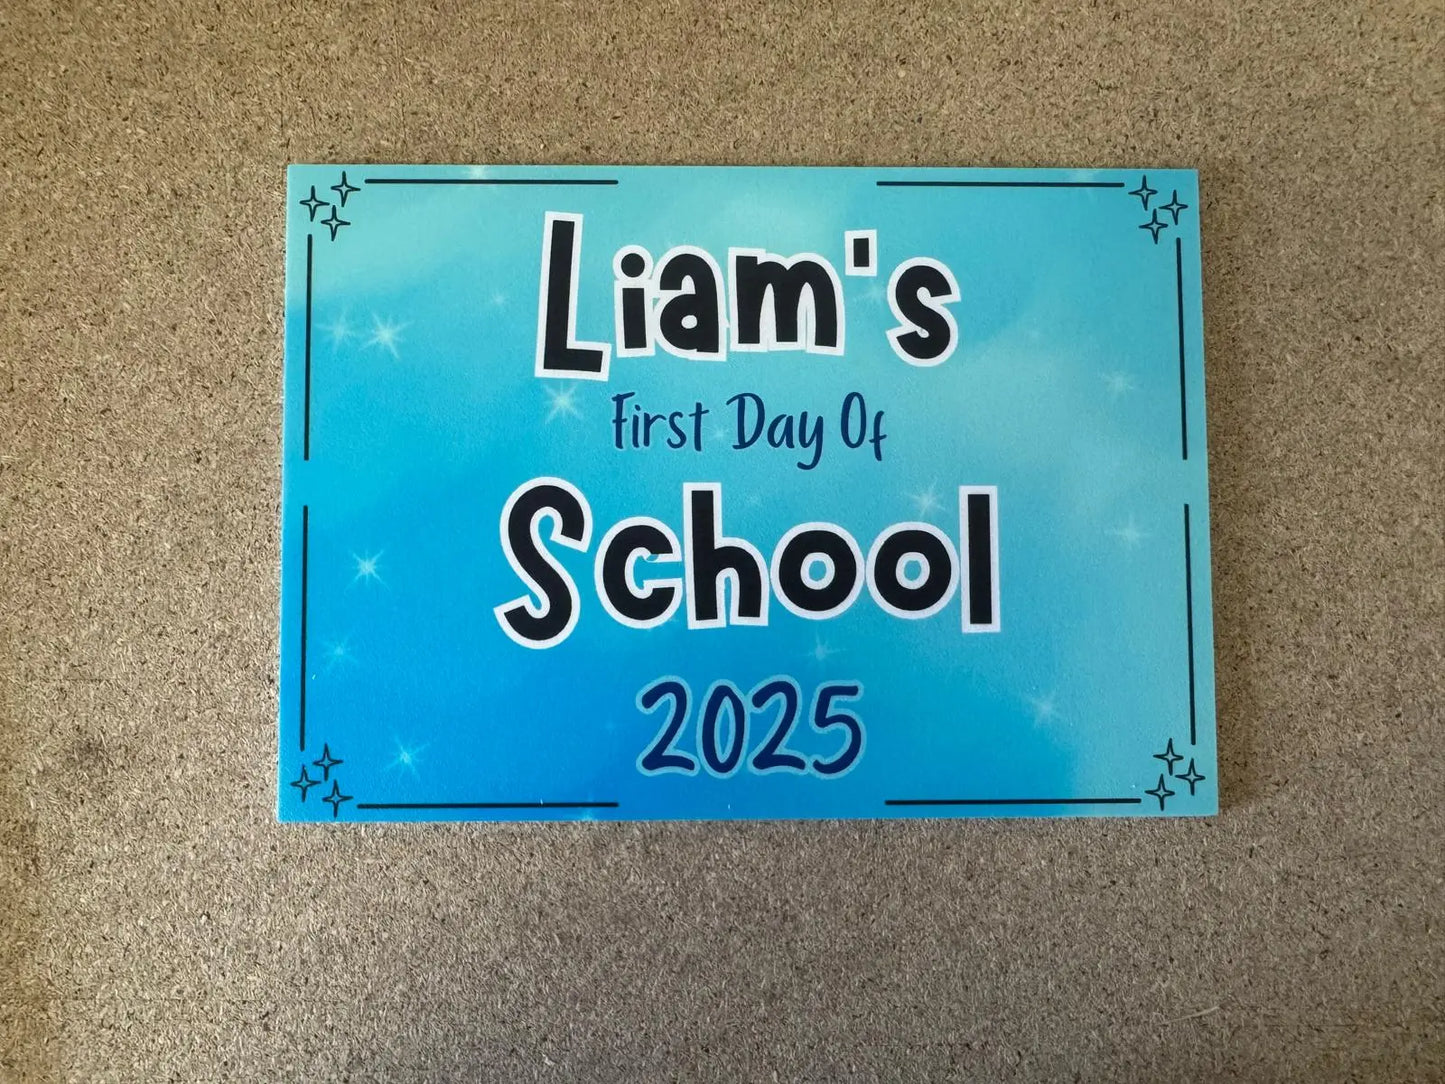 Liam's
First Day Of
School
2025